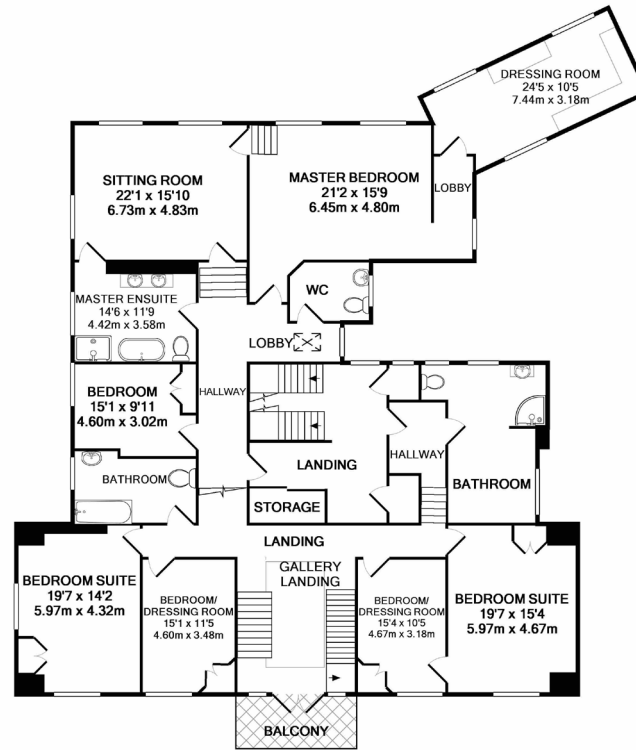 DRESSING ROOM
24'5 x 10'5
7.44m x 3.18m
SITTING ROOM
22'1 x 15'10
6.73m x 4.83m
MASTER BEDROOM
21'2 x 15'9
6.45m x 4.80m
LOBBY
WC
MASTER ENSUITE
14'6 x 11'9
4.42m x 3.58m
LOBBY
BEDROOM
15'1 x 9'11
4.60m x 3.02m
HALLWAY
HALLWAY
LANDING
BATHROOM
BATHROOM
STORAGE
LANDING
GALLERY
LANDING
BEDROOM SUITE
19'7 x 14'2
5.97m x 4.32m
BEDROOM/
DRESSING ROOM
15'1 x 11'5
4.60m x 3.48m
BEDROOM/
DRESSING ROOM
15'4 x 10'5
4.67m x 3.18m
BEDROOM SUITE
19'7 x 15'4
5.97m x 4.67m
BALCONY